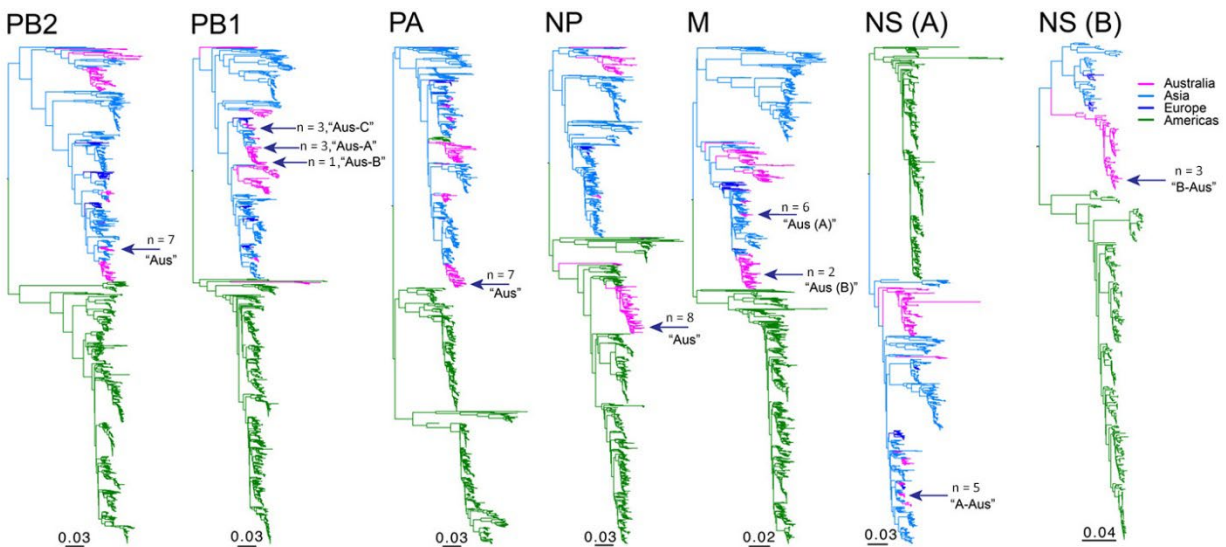 PB2
PB1
PA
NP
M
NS (A)
NS (B)
Australia
Asia
Europe
Americas
n = 7
"Aus"
n = 3,"Aus-C"
n = 3,"Aus-A"
n = 1,"Aus-B"
n = 7
"Aus"
n = 8
"Aus"
n = 6
"Aus (A)"
n = 2
"Aus (B)"
n = 5
"A-Aus"
n = 3
"B-Aus"
0.03
0.03
0.03
0.03
0.02
0.03
0.04